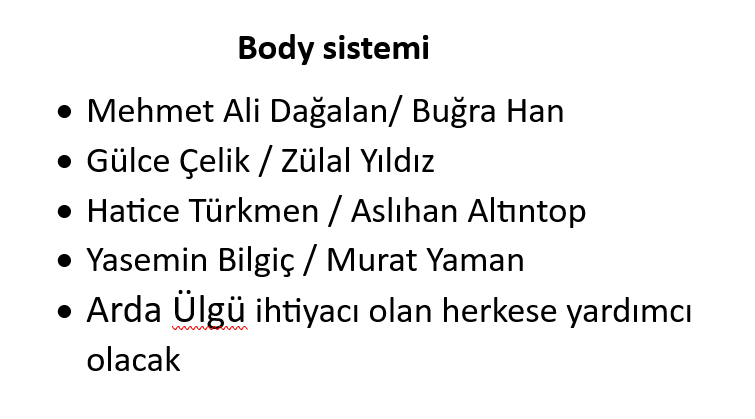 Body sistemi
• Mehmet Ali Dağalan/ Buğra Han
• Gülce Çelik / Zülal Yıldız
• Hatice Türkmen / Aslıhan Altıntop
• Yasemin Bilgiç / Murat Yaman
• Arda Ülgü ihtiyacı olan herkese yardımcı
olacak